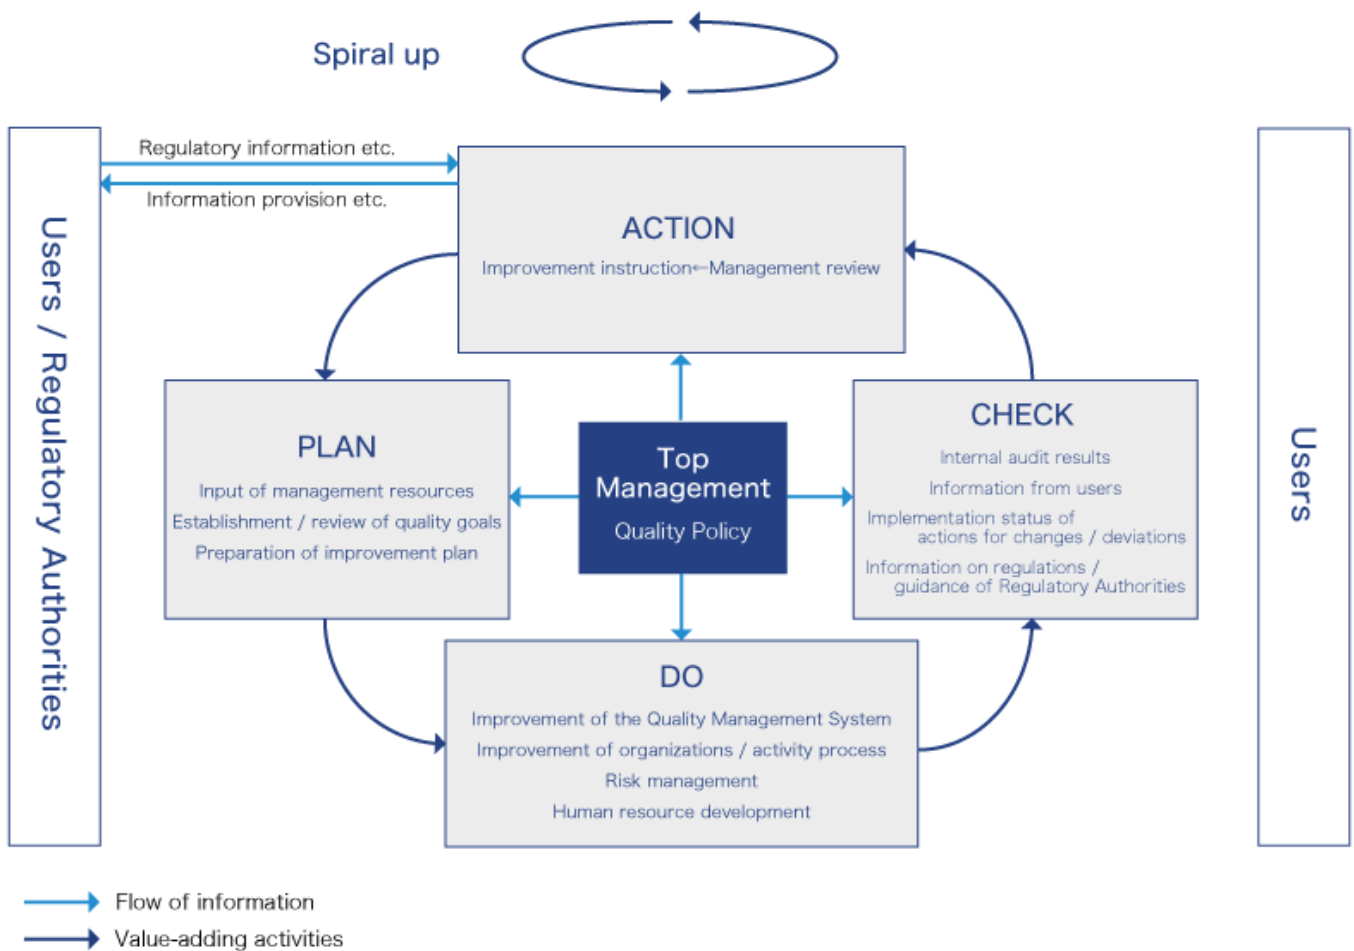 Spiral up
Regulatory information etc.
Information provision etc.
Users / Regulatory Authorities
ACTION
Improvement instruction←Management review
PLAN
Input of management resources
Establishment / review of quality goals
Preparation of improvement plan
Top
Management
Quality Policy
CHECK
Internal audit results
Information from users
Implementation status of
actions for changes / deviations
Information on regulations /
guidance of Regulatory Authorities
Users
DO
Improvement of the Quality Management System
Improvement of organizations / activity process
Risk management
Human resource development
Flow of information
Value-adding activities